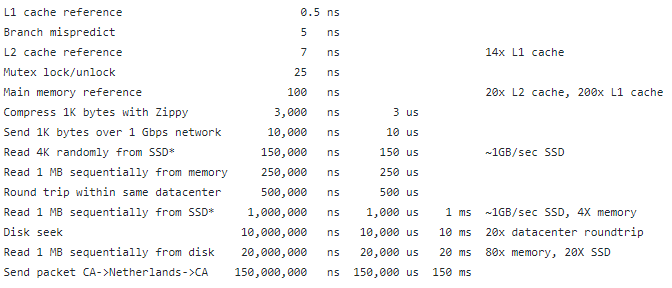 L1 cache reference 0.5 ns
Branch mispredict 5 ns
L2 cache reference 7 ns 14x L1 cache
Mutex lock/unlock 25 ns
Main memory reference 100 ns 20x L2 cache, 200x L1 cache
Compress 1K bytes with Zippy 3,000 ns 3 us
Send 1K bytes over 1 Gbps network 10,000 ns 10 us
Read 4K randomly from SSD* 150,000 ns 150 us ~1GB/sec SSD
Read 1 MB sequentially from memory 250,000 ns 250 us
Round trip within same datacenter 500,000 ns 500 us
Read 1 MB sequentially from SSD* 1,000,000 ns 1,000 us 1 ms ~1GB/sec SSD, 4X memory
Disk seek 10,000,000 ns 10,000 us 10 ms 20x datacenter roundtrip
Read 1 MB sequentially from disk 20,000,000 ns 20,000 us 20 ms 80x memory, 20X SSD
Send packet CA->Netherlands->CA 150,000,000 ns 150,000 us 150 ms